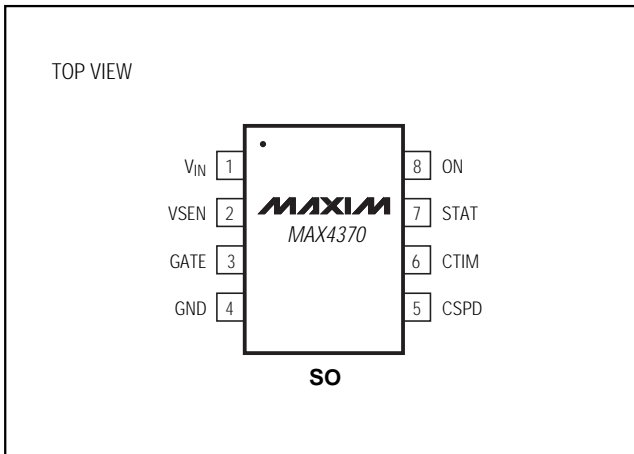 TOP VIEW
VIN 1
VSEN 2
GATE 3
GND 4
MAXIM
MAX4370
8 ON
7 STAT
6 CTIM
5 CSPD
SO